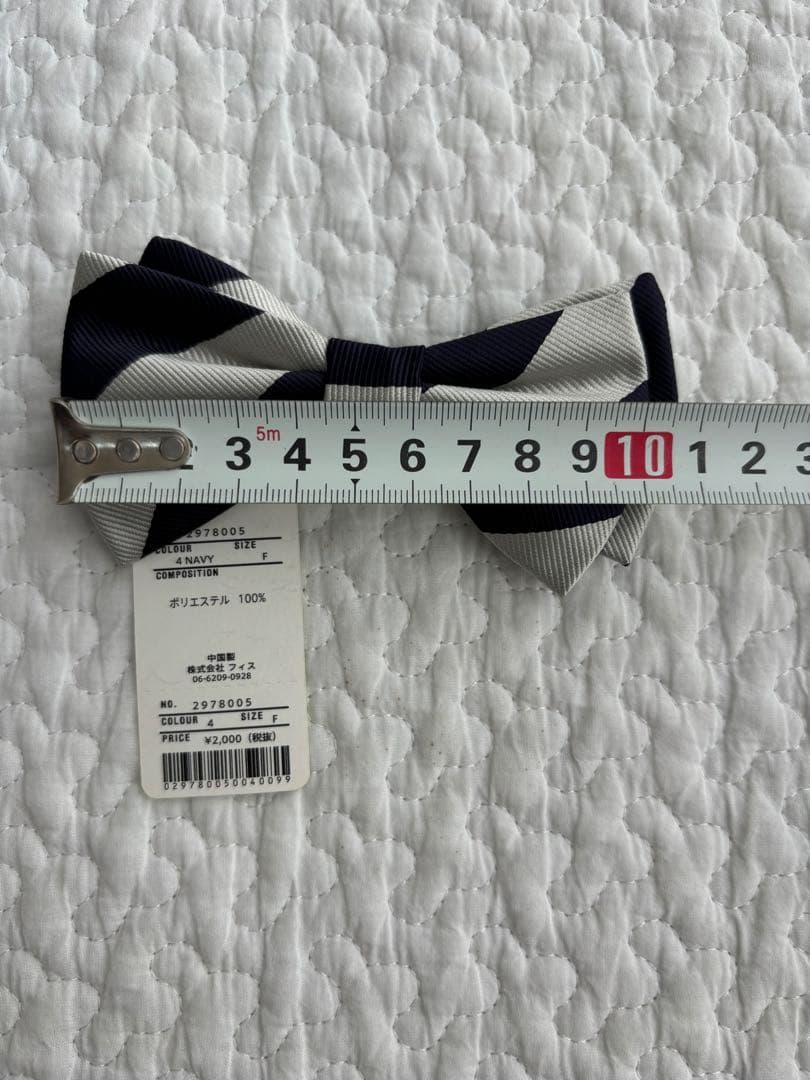 5m
2 3 4 5 6 7 8 9 10 1 2 3
2978005
COLOUR SIZE
4 NAVY F
COMPOSITION
ポリエステル 100%
中国製
株式会社 フィス
06-6209-0928
NO. 2978005
COLOUR 4 SIZE F
PRICE ¥2,000 (税抜)
0297800500400​99